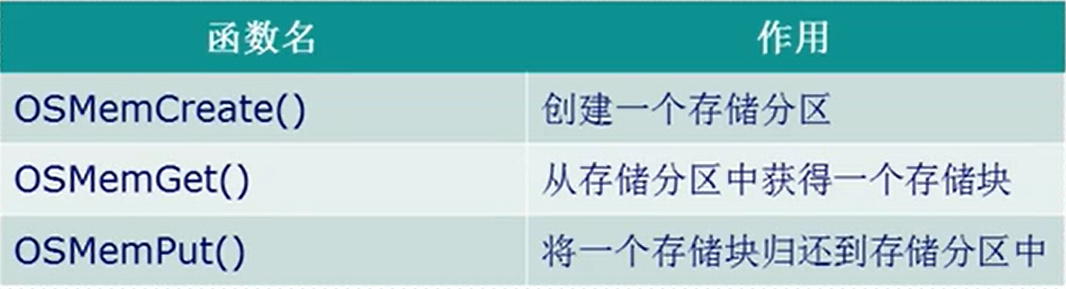 函数名 作用
OSMemCreate() 创建一个存储分区
OSMemGet() 从存储分区中获得一个存储块
OSMemPut() 将一个存储块归还到存储分区中